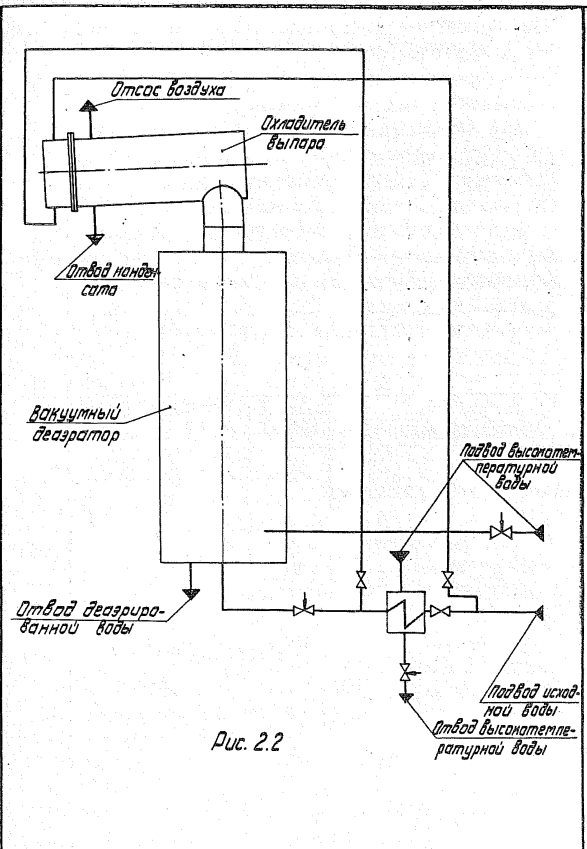 Отсос воздуха
Охладитель
выпара
Отвод конден-
сата
Вакуумный
деаэратор
Подвод высокотем-
пературной
воды
Отвод деаэриро-
ванной воды
Подвод исход-
ной воды
Отвод высокотемпе-
ратурной воды
Рис. 2.2